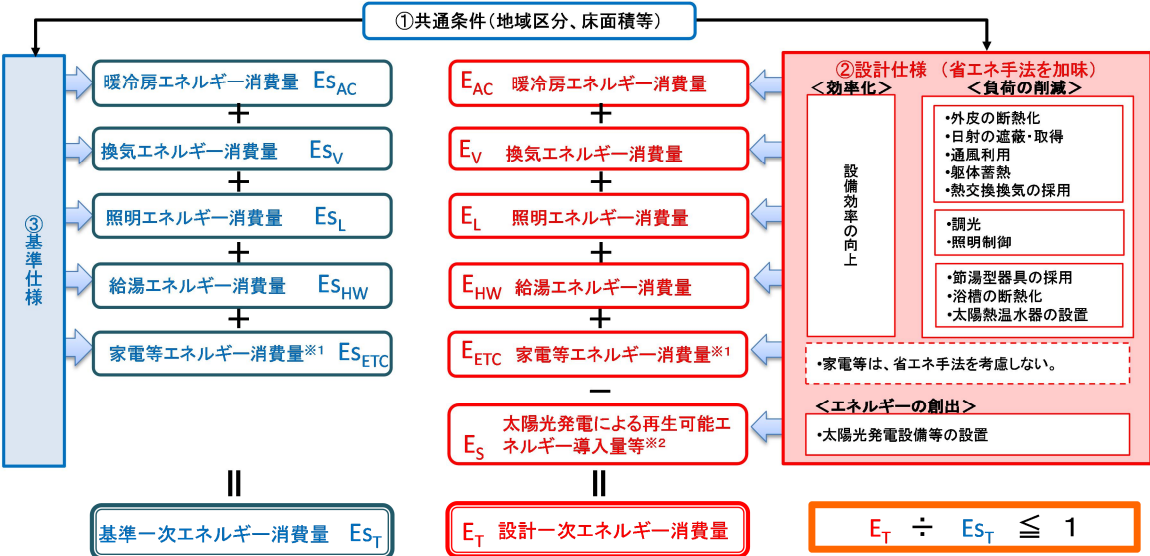 ①共通条件(地域区分、床面積等)
③基準仕様
暖冷房エネルギー消費量 EsAC
+
換気エネルギー消費量 EsV
+
照明エネルギー消費量 EsL
+
給湯エネルギー消費量 EsHW
+
家電等エネルギー消費量※1 EsETC
=
基準一次エネルギー消費量 EsT
EAC 暖冷房エネルギー消費量
+
EV 換気エネルギー消費量
+
EL 照明エネルギー消費量
+
EHW 給湯エネルギー消費量
+
EETC 家電等エネルギー消費量※1
−
ES 太陽光発電による再生可能エ
ネルギー導入量等※2
=
ET 設計一次エネルギー消費量
②設計仕様 (省エネ手法を加味)
<効率化>
設備効率の向上
<負荷の削減>
・外皮の断熱化
・日射の遮蔽・取得
・通風利用
・躯体蓄熱
・熱交換換気の採用
・調光
・照明制御
・節湯型器具の採用
・浴槽の断熱化
・太陽熱温水器の設置
・家電等は、省エネ手法を考慮しない。
<エネルギーの創出>
・太陽光発電設備等の設置
ET ÷ EsT ≦ 1